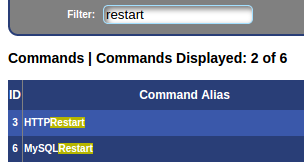 Filter: restart
Commands | Commands Displayed: 2 of 6
ID Command Alias
3 HTTPRestart
6 MySQLRestart